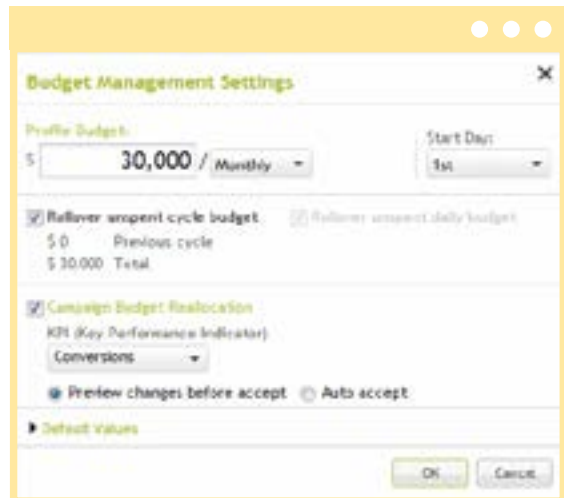 Budget Management Settings
Profile Budget:
$ 30,000 / Monthly
Start Day:
1st
Rollover unspent cycle budget
Rollover unspent daily budget
$ 0 Previous cycle
$ 30.000 Total
Campaign Budget Reallocation
KPI (Key Performance Indicator)
Conversions
Preview changes before accept Auto accept
Default Values
OK Cancel